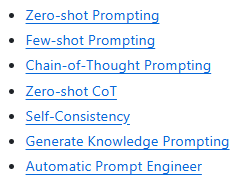 Zero-shot Prompting
Few-shot Prompting
Chain-of-Thought Prompting
Zero-shot CoT
Self-Consistency
Generate Knowledge Prompting
Automatic Prompt Engineer